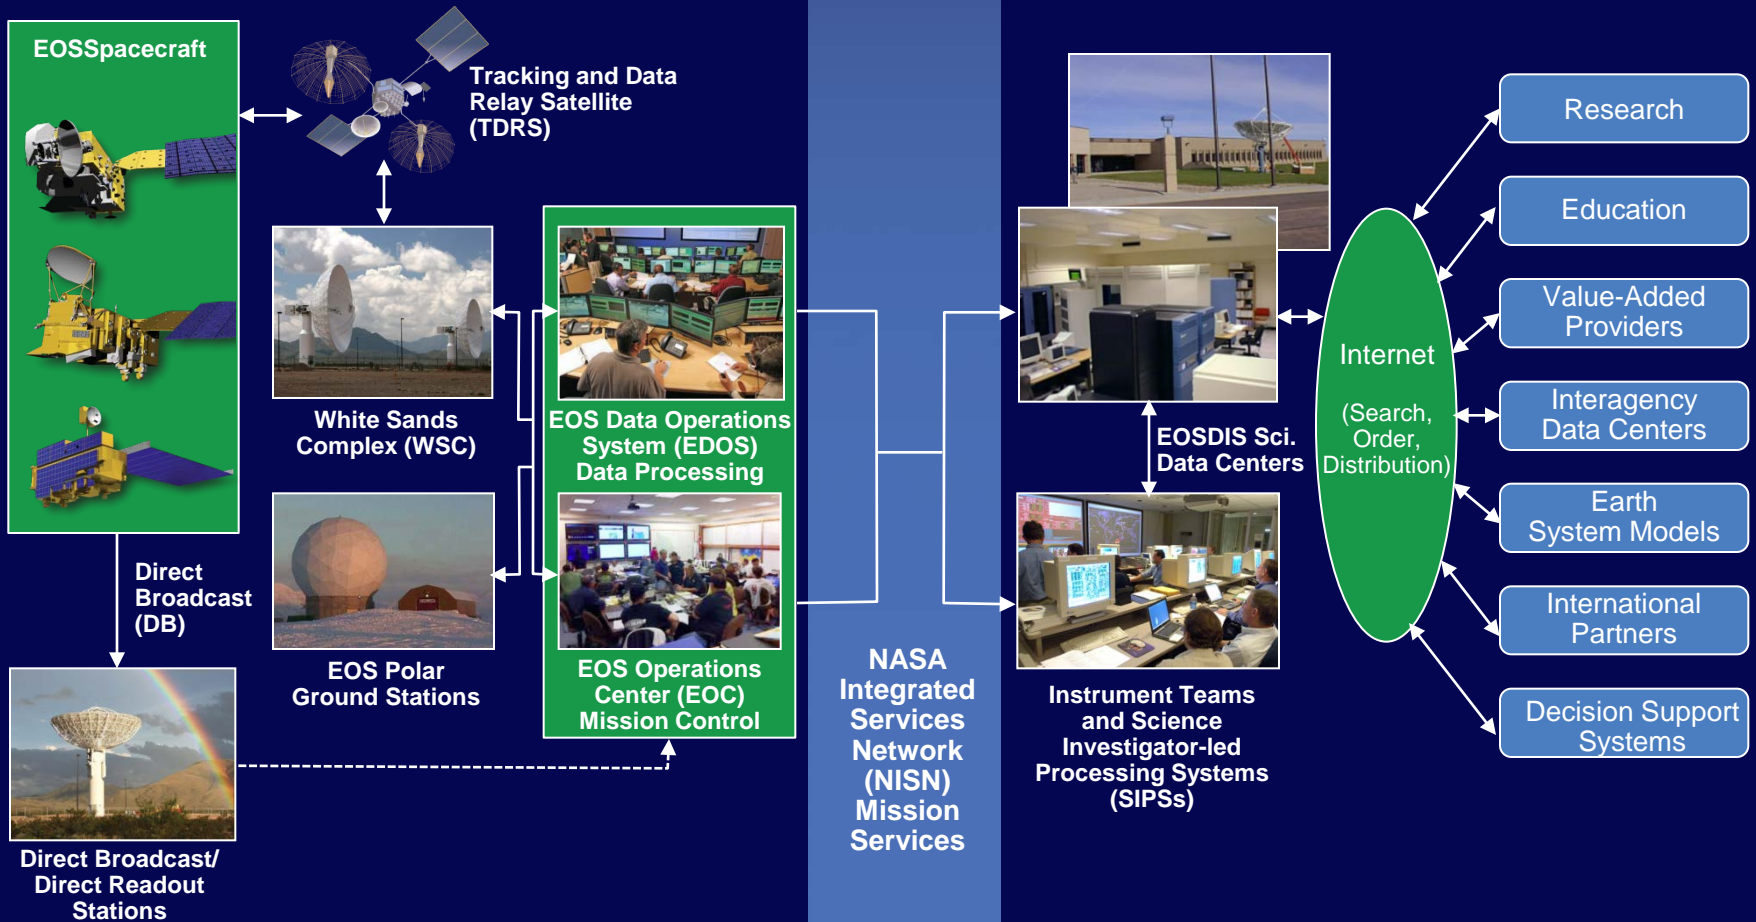 EOSSpacecraft
Tracking and Data
Relay Satellite
(TDRS)
White Sands
Complex (WSC)
EOS Data Operations
System (EDOS)
Data Processing
Direct
Broadcast
(DB)
EOS Polar
Ground Stations
EOS Operations
Center (EOC)
Mission Control
Direct Broadcast/
Direct Readout
Stations
NASA
Integrated
Services
Network
(NISN)
Mission
Services
EOSDIS Sci.
Data Centers
Instrument Teams
and Science
Investigator-led
Processing Systems
(SIPSs)
Internet
(Search,
Order,
Distribution)
Research
Education
Value-Added
Providers
Interagency
Data Centers
Earth
System Models
International
Partners
Decision Support
Systems